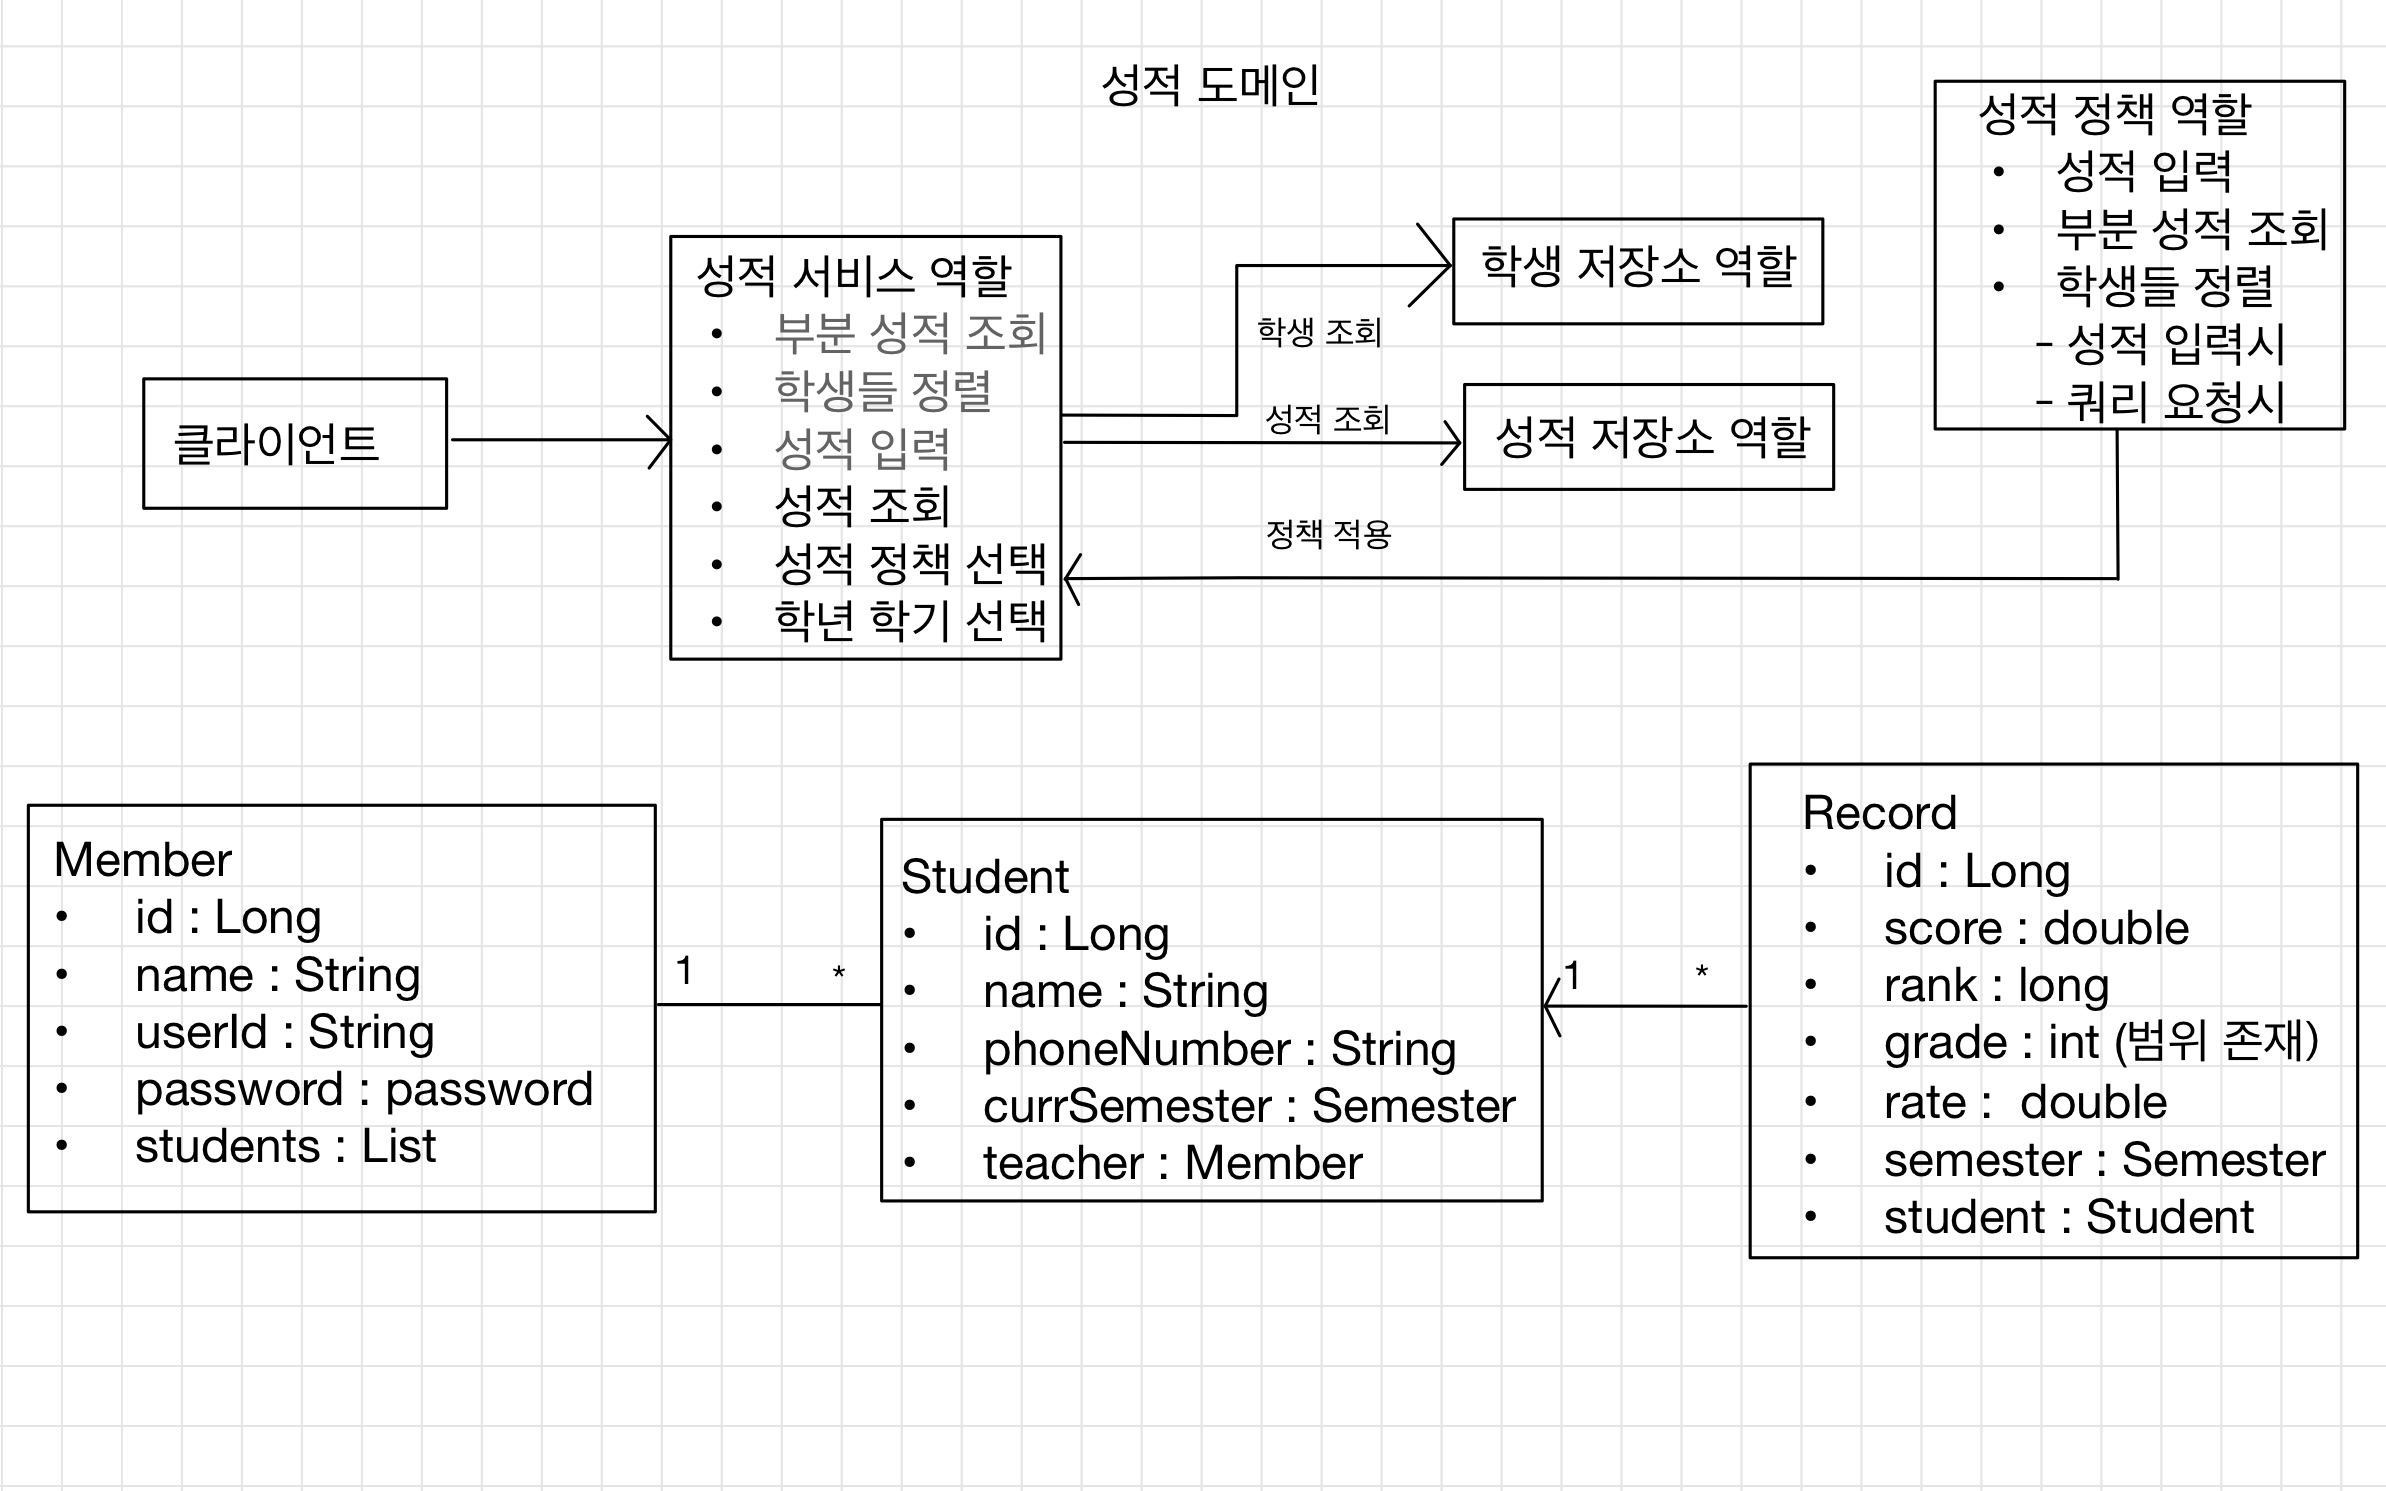 성적 도메인
성적 정책 역할
• 성적 입력
• 부분 성적 조회
• 학생들 정렬
- 성적 입력시
- 쿼리 요청시
학생 저장소 역할
성적 서비스 역할
• 부분 성적 조회
• 학생들 정렬
• 성적 입력
• 성적 조회
• 성적 정책 선택
• 학년 학기 선택
학생 조회
성적 조회
성적 저장소 역할
클라이언트
정책 적용
Member
• id : Long
• name : String
• userId : String
• password : password
• students : List
1
*
Student
• id : Long
• name : String
• phoneNumber : String
• currSemester : Semester
• teacher : Member
1
*
Record
• id : Long
• score : double
• rank : long
• grade : int (범위 존재)
• rate :  double
• semester : Semester
• student : Student